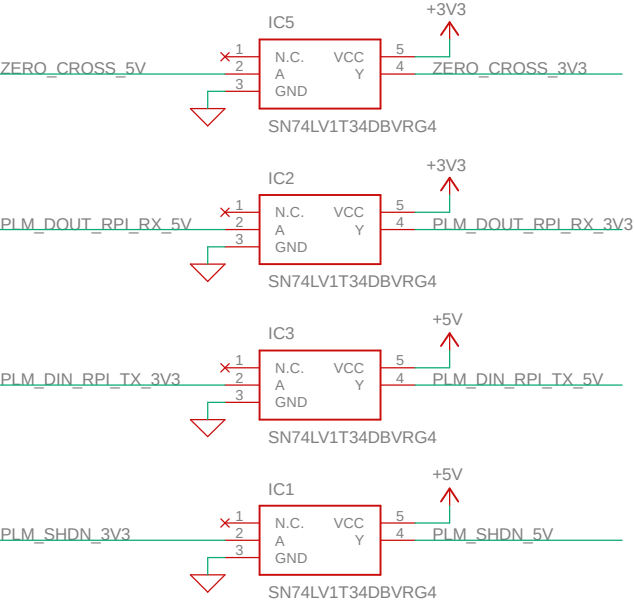 +3V3
IC5
1 N.C. VCC 5
ZERO_CROSS_5V 2 A Y 4 ZERO_CROSS_3V3
3 GND
SN74LV1T34DBVRG4
+3V3
IC2
1 N.C. VCC 5
PLM_DOUT_RPI_RX_5V 2 A Y 4 PLM_DOUT_RPI_RX_3V3
3 GND
SN74LV1T34DBVRG4
+5V
IC3
1 N.C. VCC 5
PLM_DIN_RPI_TX_3V3 2 A Y 4 PLM_DIN_RPI_TX_5V
3 GND
SN74LV1T34DBVRG4
+5V
IC1
1 N.C. VCC 5
PLM_SHDN_3V3 2 A Y 4 PLM_SHDN_5V
3 GND
SN74LV1T34DBVRG4